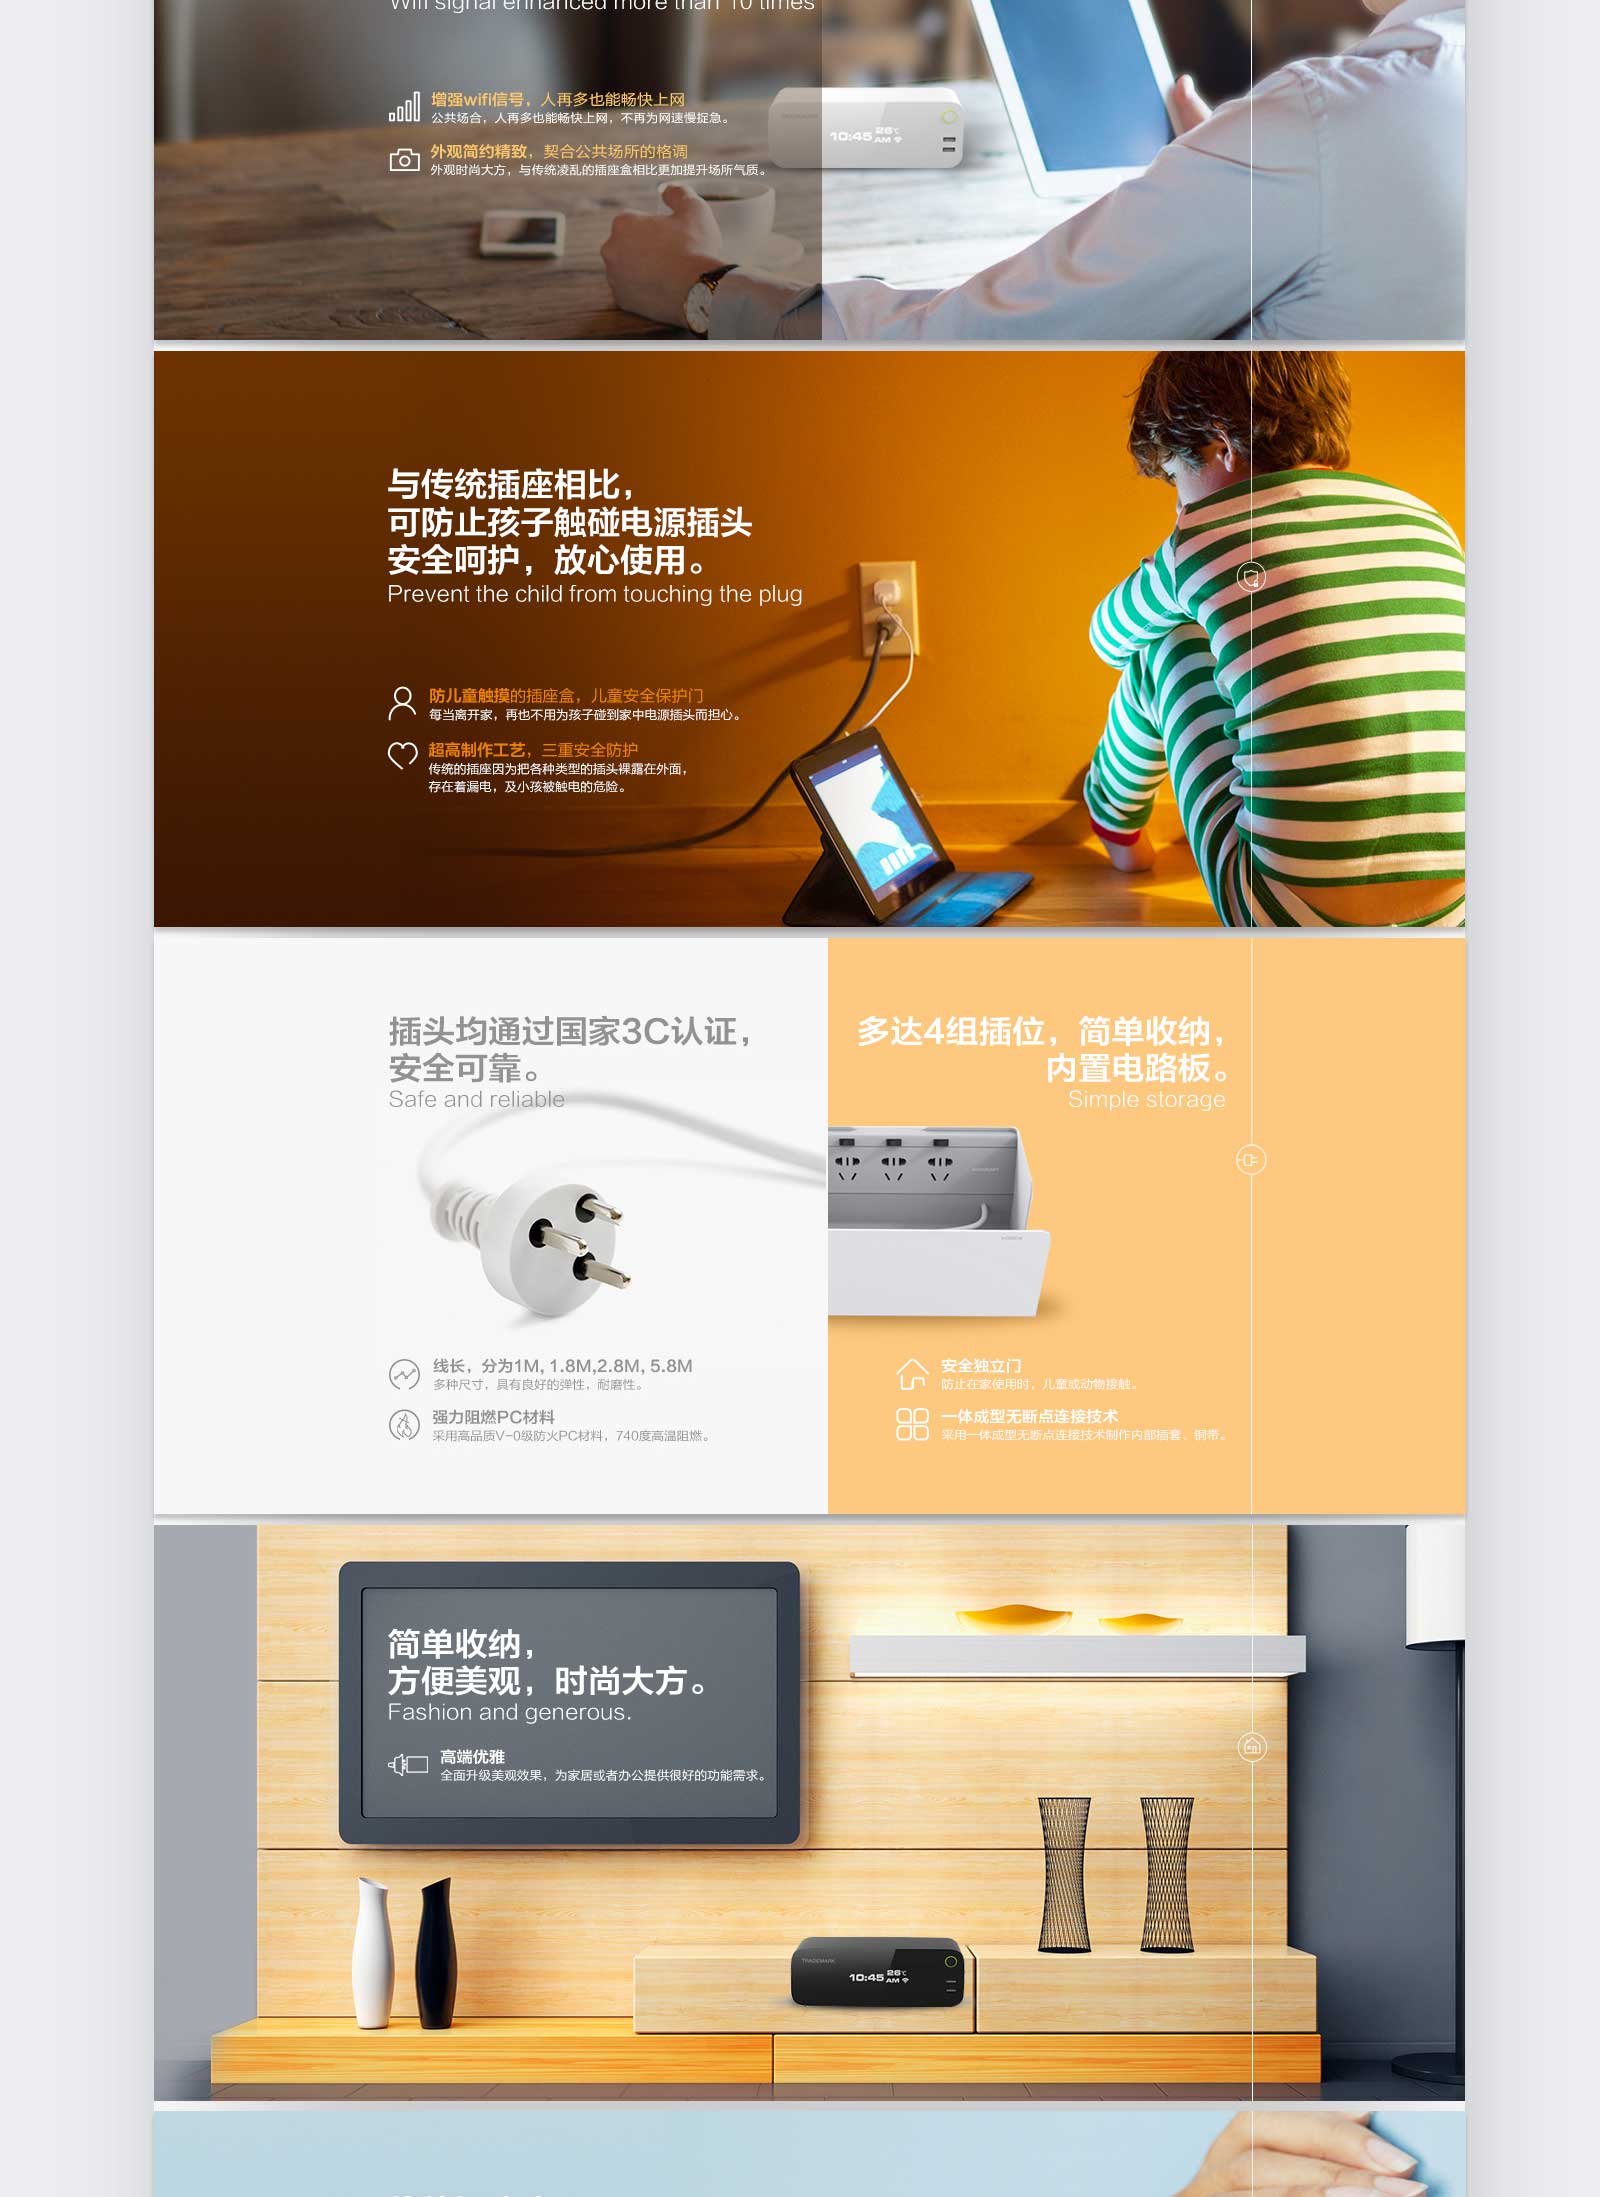 Wifi signal enhanced more than 10 times
增强wifi信号，人再多也能畅快上网
公共场合，人再多也能畅快上网，不再为网速慢捉急。
外观简约精致，契合公共场所的格调
外观时尚大方，与传统凌乱的插座盒相比更加提升场所气质。
10:45 26℃
AM
与传统插座相比，
可防止孩子触碰电源插头
安全呵护，放心使用。
Prevent the child from touching the plug
防儿童触摸的插座盒，儿童安全保护门
每当离开家，再也不用为孩子碰到家中电源插头而担心。
超高制作工艺，三重安全防护
传统的插座因为把各种类型的插头裸露在外面，
存在着漏电，及小孩被触电的危险。
插头均通过国家3C认证，
安全可靠。
Safe and reliable
线长，分为1M, 1.8M,2.8M, 5.8M
多种尺寸，具有良好的弹性，耐磨性。
强力阻燃PC材料
采用高品质V-0级防火PC材料，740度高温阻燃。
多达4组插位，简单收纳，
内置电路板。
Simple storage
安全独立门
防止在家使用时，儿童或动物接触。
一体成型无断点连接技术
采用一体成型无断点连接技术制作内部插套、铜带。
简单收纳，
方便美观，时尚大方。
Fashion and generous.
高端优雅
全面升级美观效果，为家居或者办公提供很好的功能需求。
TRADEMARK
10:45 26℃
AM